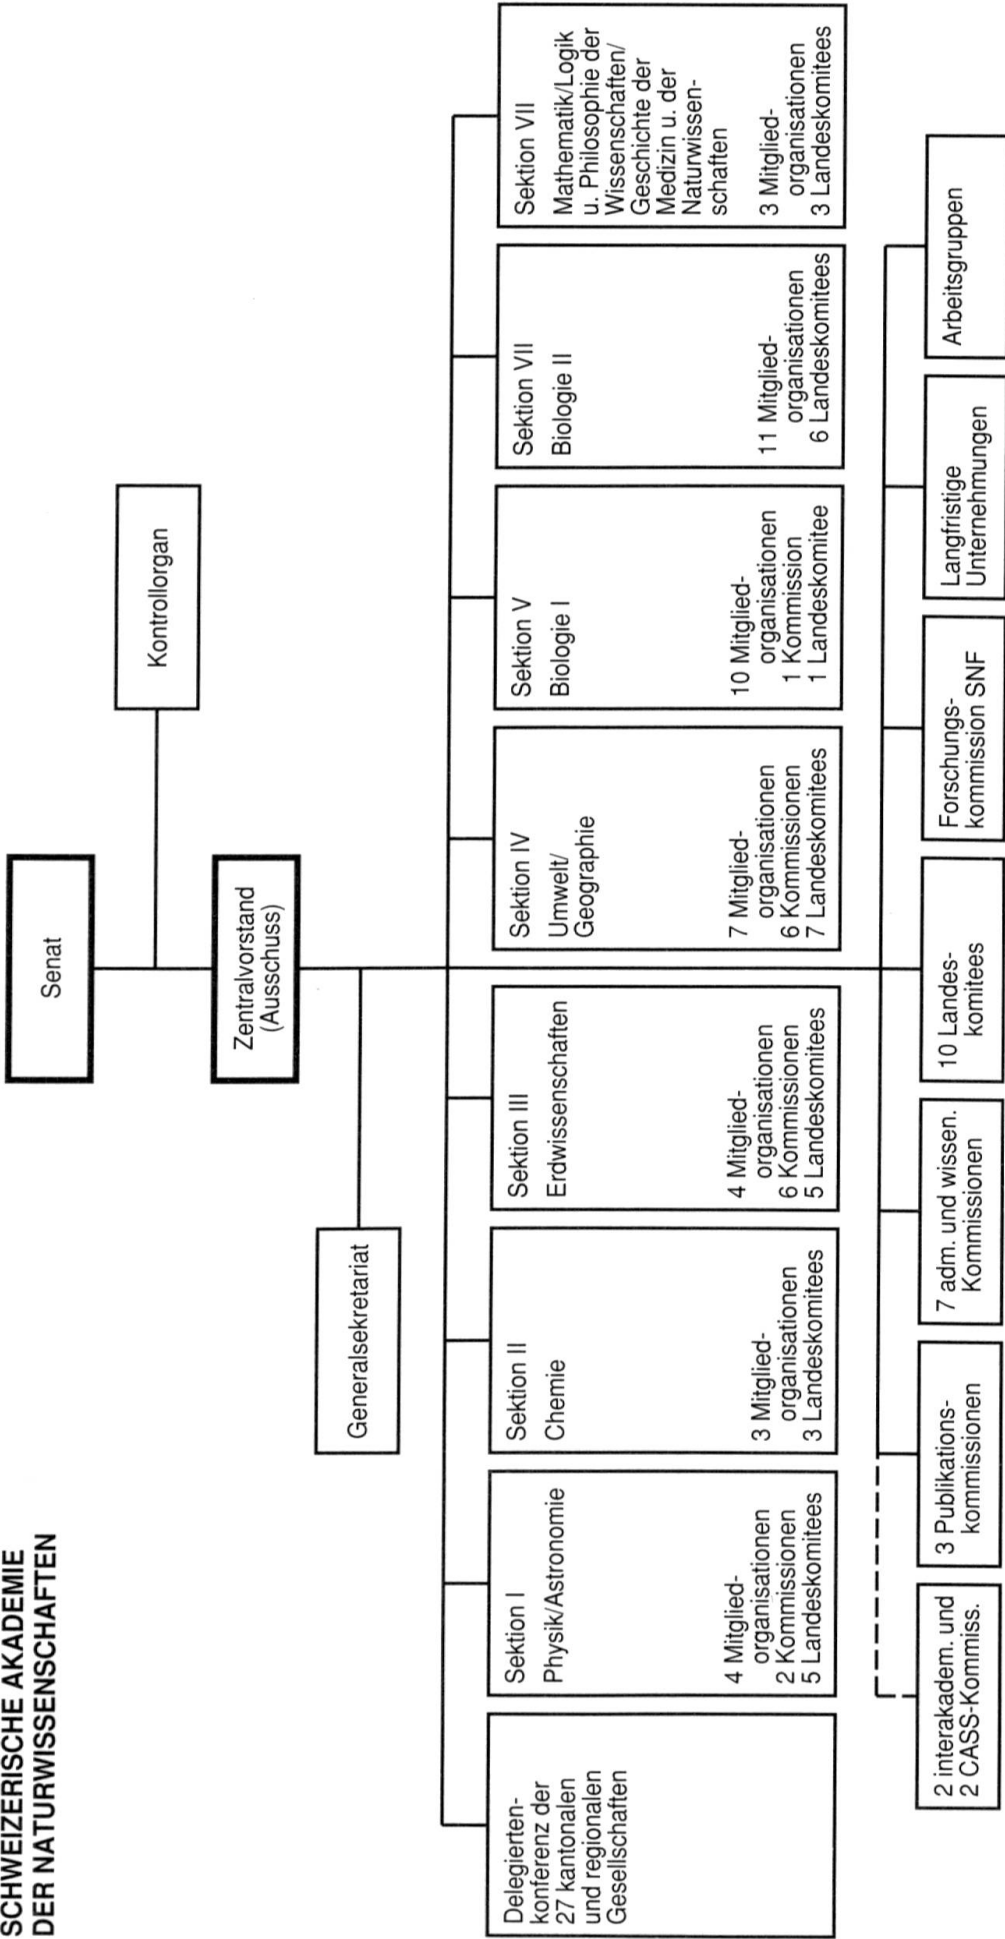 SCHWEIZERISCHE AKADEMIE
DER NATURWISSENSCHAFTEN
Senat
Kontrollorgan
Zentralvorstand
(Ausschuss)
Generalsekretariat
Delegierten-
konferenz der
27 kantonalen
und regionalen
Gesellschaften
Sektion I
Physik/Astronomie
4 Mitglied-
organisationen
2 Kommissionen
5 Landeskomitees
Sektion II
Chemie
3 Mitglied-
organisationen
3 Landeskomitees
Sektion III
Erdwissenschaften
4 Mitglied-
organisationen
6 Kommissionen
5 Landeskomitees
Sektion IV
Umwelt/
Geographie
7 Mitglied-
organisationen
6 Kommissionen
7 Landeskomitees
Sektion V
Biologie I
10 Mitglied-
organisationen
1 Kommission
1 Landeskomitee
Sektion VII
Biologie II
11 Mitglied-
organisationen
6 Landeskomitees
Sektion VII
Mathematik/Logik
u. Philosophie der
Wissenschaften/
Geschichte der
Medizin u. der
Naturwissen-
schaften
3 Mitglied-
organisationen
3 Landeskomitees
2 interakadem. und
2 CASS-Kommiss.
3 Publikations-
kommissionen
7 adm. und wissen.
Kommissionen
10 Landes-
komitees
Forschungs-
kommission SNF
Langfristige
Unternehmungen
Arbeitsgruppen